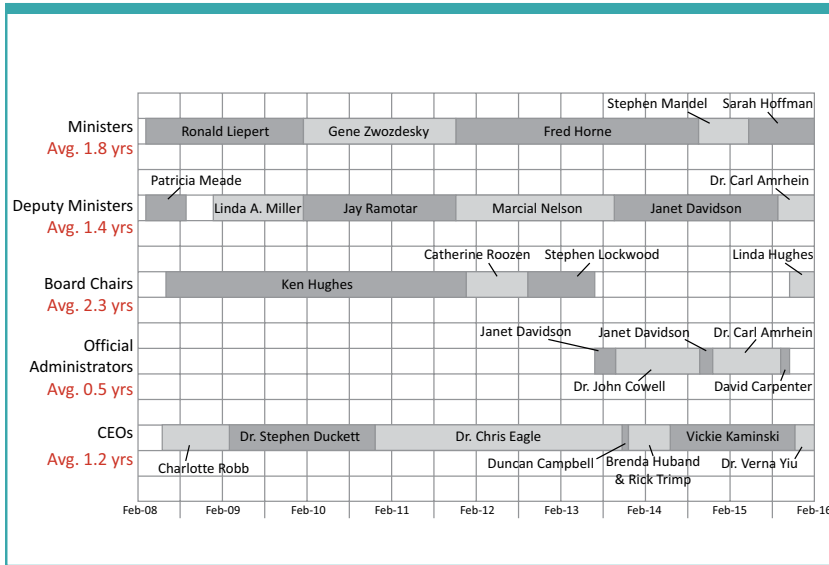 Stephen Mandel
Sarah Hoffman
Ministers
Avg. 1.8 yrs
Ronald Liepert
Gene Zwozdesky
Fred Horne
Patricia Meade
Dr. Carl Amrhein
Deputy Ministers
Avg. 1.4 yrs
Linda A. Miller
Jay Ramotar
Marcial Nelson
Janet Davidson
Catherine Roozen
Stephen Lockwood
Linda Hughes
Board Chairs
Avg. 2.3 yrs
Ken Hughes
Official
Administrators
Avg. 0.5 yrs
Janet Davidson
Janet Davidson
Dr. Carl Amrhein
Dr. John Cowell
David Carpenter
CEOs
Avg. 1.2 yrs
Dr. Stephen Duckett
Dr. Chris Eagle
Vickie Kaminski
Charlotte Robb
Duncan Campbell
Brenda Huband
& Rick Trimp
Dr. Verna Yiu
Feb-08
Feb-09
Feb-10
Feb-11
Feb-12
Feb-13
Feb-14
Feb-15
Feb-16